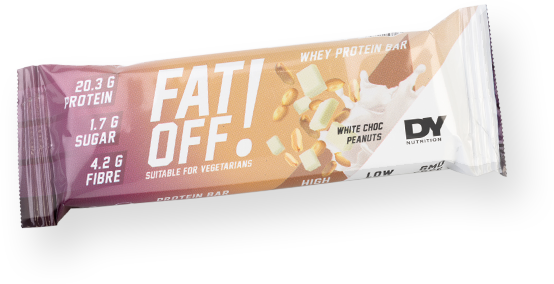 WHEY PROTEIN BAR
20.3 G
PROTEIN
1.7 G
SUGAR
4.2 G
FIBRE
FAT
OFF!
SUITABLE FOR VEGETARIANS
WHITE CHOC
PEANUTS
DY
NUTRITION
PROTEIN BAR
HIGH
LOW
GMO